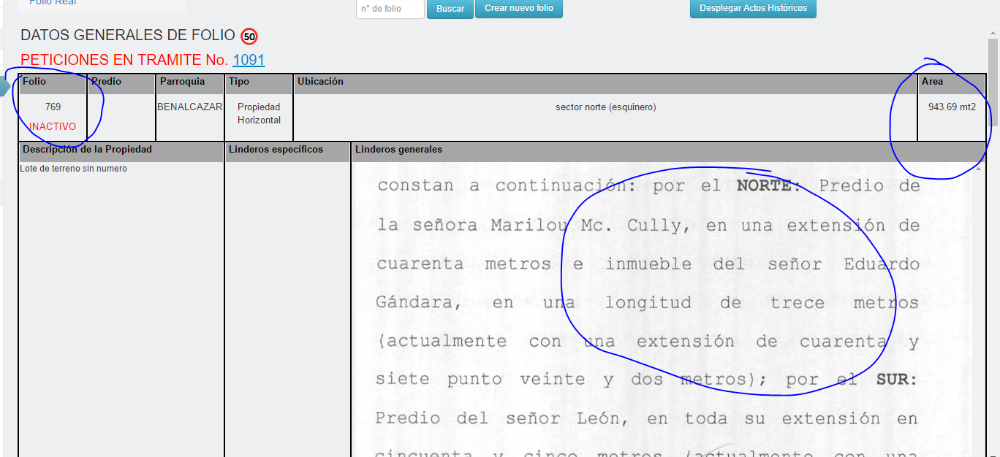 Folio Real
n° de folio Buscar Crear nuevo folio Desplegar Actos Históricos
DATOS GENERALES DE FOLIO 50
PETICIONES EN TRAMITE No. 1091
Folio Predio Parroquia Tipo Ubicación Area
769 BENALCAZAR Propiedad Horizontal sector norte (esquinero) 943.69 mt2
INACTIVO
Descripción de la Propiedad Linderos específicos Linderos generales
Lote de terreno sin numero
constan a continuación: por el NORTE: Predio de
la señora Marilou Mc. Cully, en una extensión de
cuarenta metros e inmueble del señor Eduardo
Gándara, en una longitud de trece metros
(actualmente con una extensión de cuarenta y
siete punto veinte y dos metros); por el SUR:
Predio del señor León, en toda su extensión en
cincuenta y cinco metros (actualmente con una